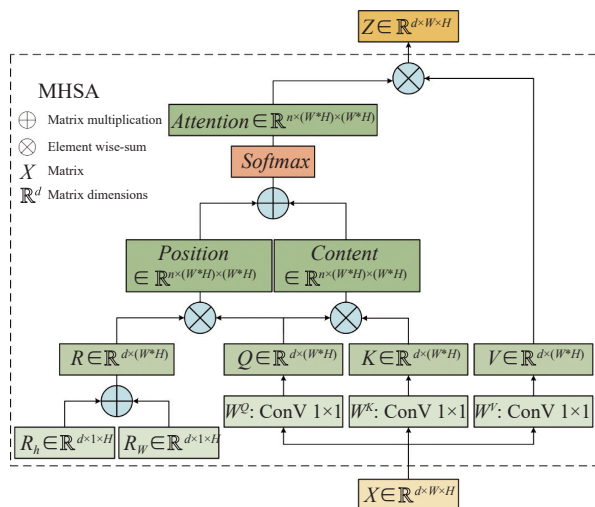 Z∈ℝ^{d×W×H}
MHSA
⊕ Matrix multiplication
⊗ Element wise-sum
X Matrix
ℝ^d Matrix dimensions
Attention∈ℝ^{n×(W*H)×(W*H)}
Softmax
Position
∈ℝ^{n×(W*H)×(W*H)}
Content
∈ℝ^{n×(W*H)×(W*H)}
R∈ℝ^{d×(W*H)}
Q∈ℝ^{d×(W*H)}
K∈ℝ^{d×(W*H)}
V∈ℝ^{d×(W*H)}
W^Q: ConV 1×1
W^K: ConV 1×1
W^V: ConV 1×1
R_h∈ℝ^{d×1×H}
R_W∈ℝ^{d×1×H}
X∈ℝ^{d×W×H}